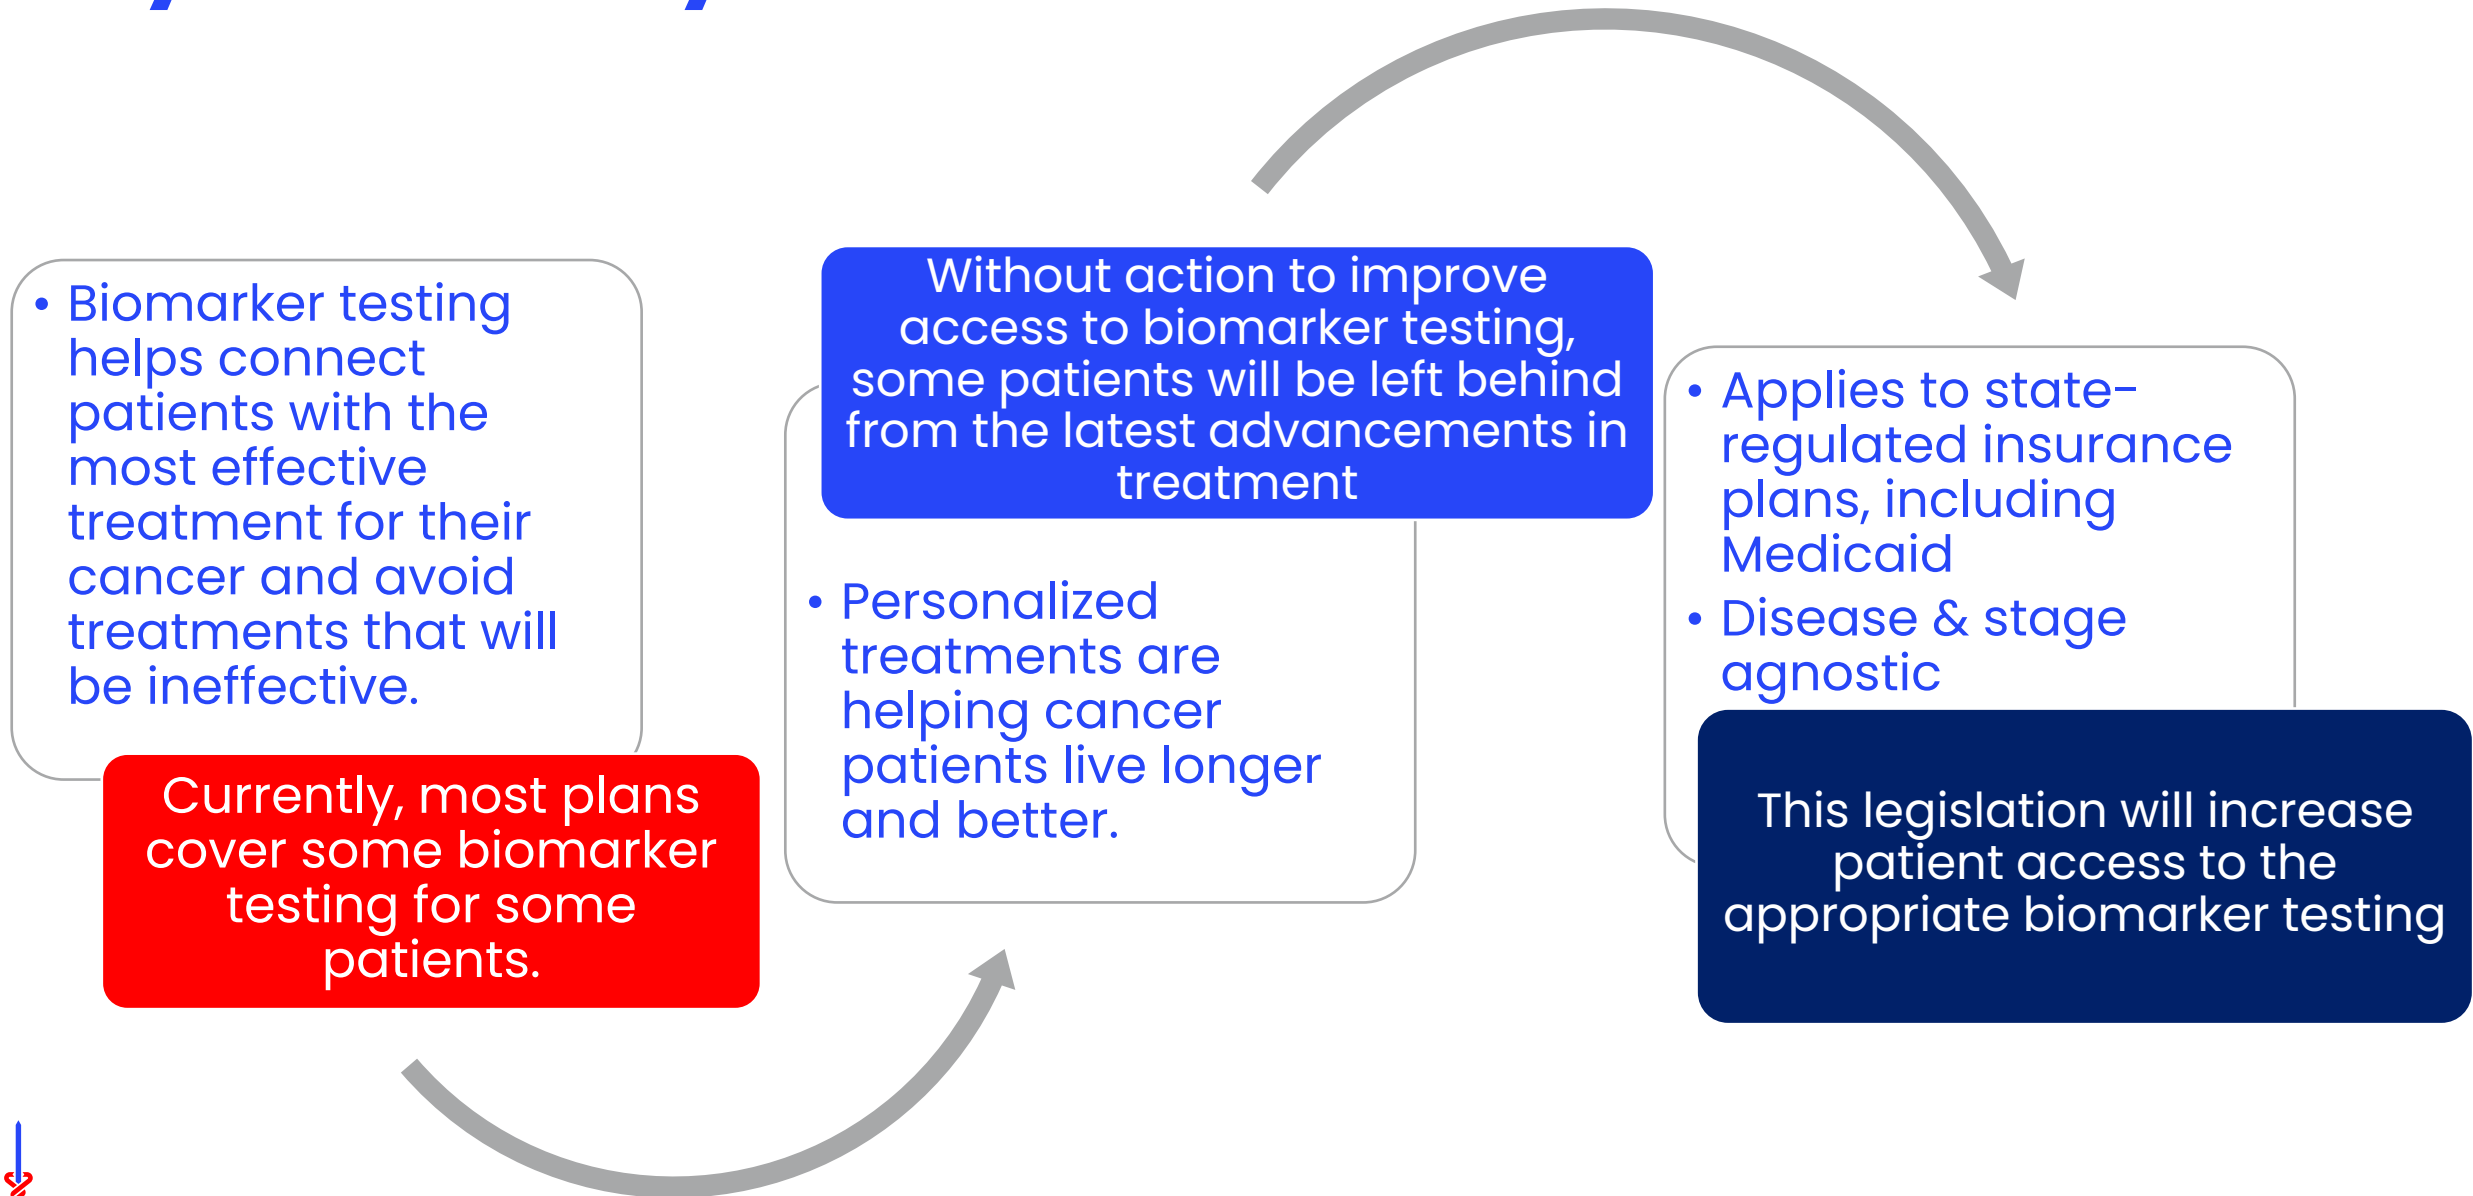 • Biomarker testing
helps connect
patients with the
most effective
treatment for their
cancer and avoid
treatments that will
be ineffective.
Currently, most plans
cover some biomarker
testing for some
patients.
Without action to improve
access to biomarker testing,
some patients will be left behind
from the latest advancements in
treatment
• Personalized
treatments are
helping cancer
patients live longer
and better.
• Applies to state-
regulated insurance
plans, including
Medicaid
• Disease & stage
agnostic
This legislation will increase
patient access to the
appropriate biomarker testing